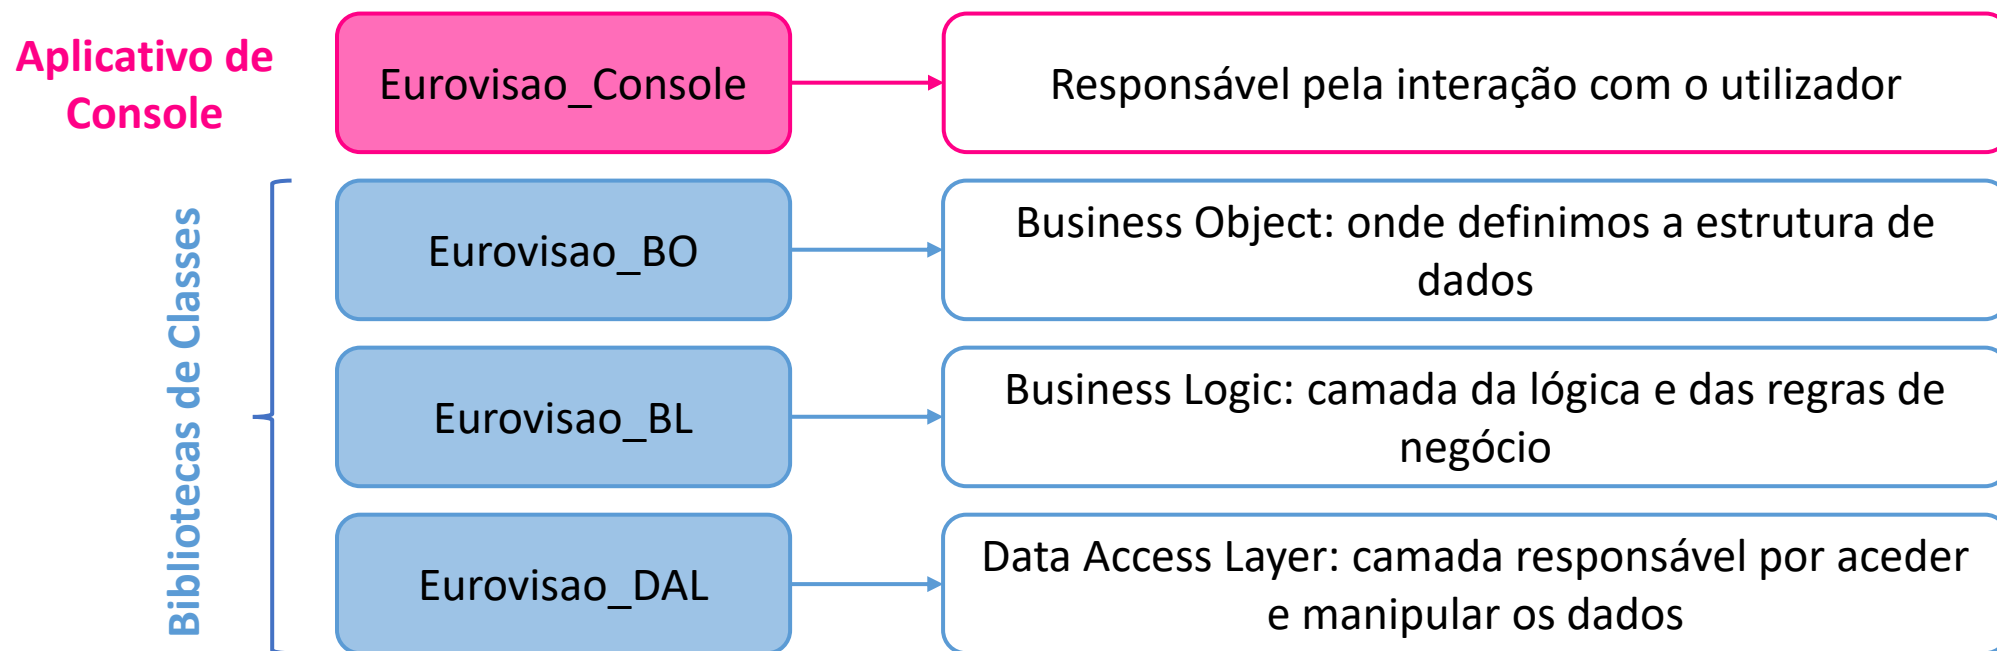 Aplicativo de
Console
Eurovisao_Console
Responsável pela interação com o utilizador
Bibliotecas de Classes
Eurovisao_BO
Business Object: onde definimos a estrutura de
dados
Eurovisao_BL
Business Logic: camada da lógica e das regras de
negócio
Eurovisao_DAL
Data Access Layer: camada responsável por aceder
e manipular os dados